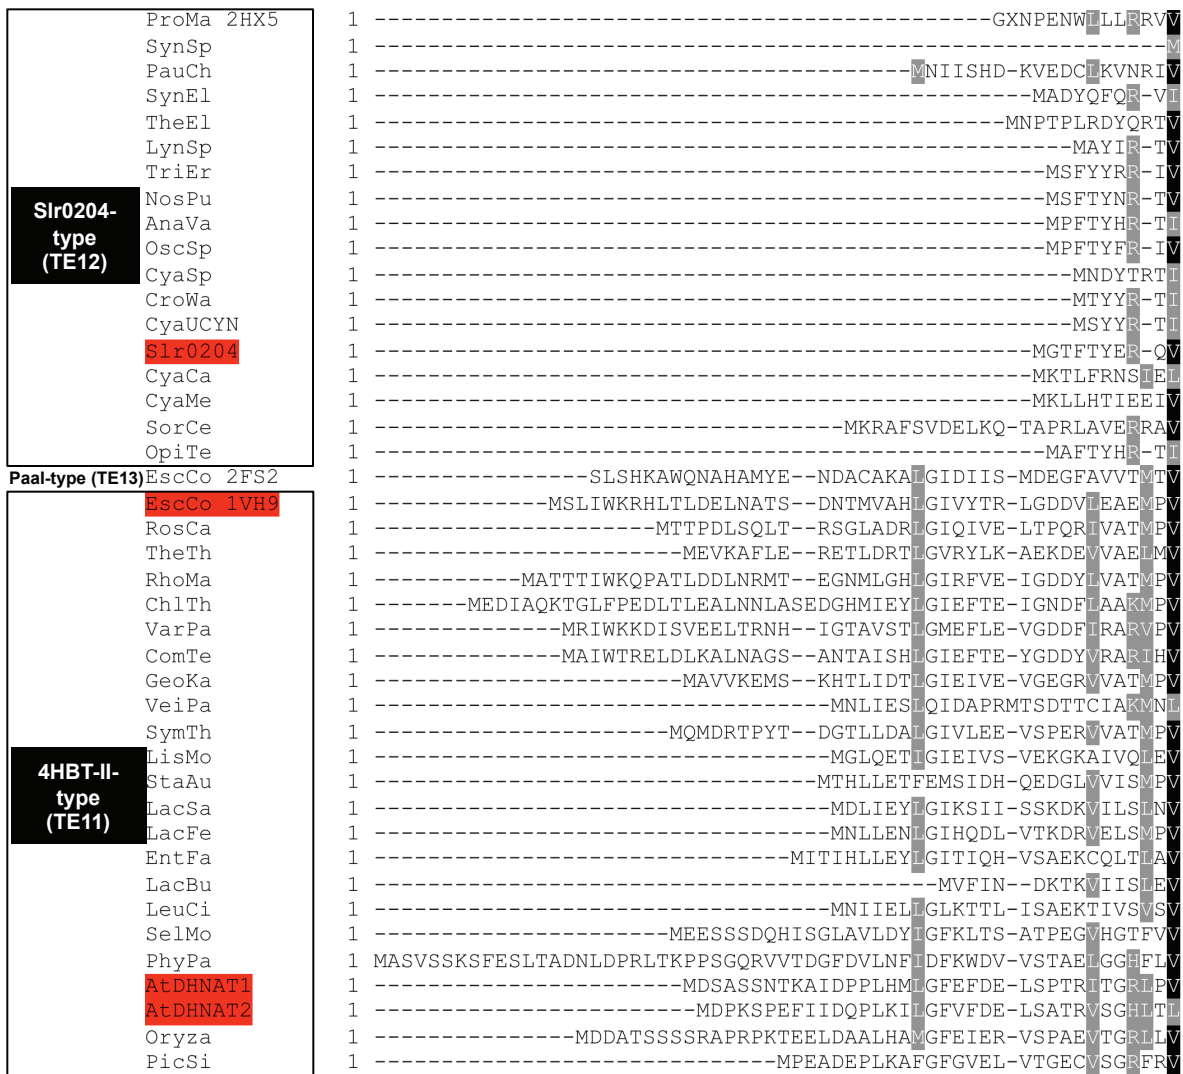 ProMa 2HX5 1 ----------------------------------------------GXNPENWLLLRRVV
SynSp 1 -----------------------------------------------------------M
PauCh 1 ----------------------------------------MNIISHD-KVEDCLKVNRIV
SynEl 1 -------------------------------------------------MADYQFQR-VI
TheEl 1 -----------------------------------------------MNPTPLRDYQRTV
LynSp 1 ----------------------------------------------------MAYIR-TV
TriEr 1 --------------------------------------------------MSFYYRR-IV
NosPu 1 --------------------------------------------------MSFTYNR-TV
AnaVa 1 --------------------------------------------------MPFTYHR-TI
OscSp 1 --------------------------------------------------MPFTYFR-IV
CyaSp 1 ----------------------------------------------------MNDYTRTI
CroWa 1 ----------------------------------------------------MTYYR-TI
CyaUCYN 1 ----------------------------------------------------MSYYR-TI
Slr0204 1 -------------------------------------------------MGTFTYER-QV
CyaCa 1 -------------------------------------------------MKTLFRNSIEL
CyaMe 1 -------------------------------------------------MKLLHTIEEIV
SorCe 1 -----------------------------------MKRAFSVDELKQ-TAPRLAVERRAV
OpiTe 1 --------------------------------------------------MAFTYHR-TI
Slr0204-
type
(TE12)
PaaI-type (TE13) EscCo 2FS2 1 ----------------SLSHKAWQNAHAMYE--NDACAKALGIDIIS-MDEGFAVVTMTV
EscCo 1VH9 1 -------------MSLIWKRHLTLDELNATS--DNTMVAHLGIVYTR-LGDDVLEAEMPV
RosCa 1 ---------------------MTTPDLSQLT--RSGLADRLGIQIVE-LTPQRIVATMPV
TheTh 1 -----------------------MEVKAFLE--RETLDRTLGVRYLK-AEKDEVVAELMV
RhoMa 1 -----------MATTTIWKQPATLDDLNRMT--EGNMLGHLGIRFVE-IGDDYLVATMPV
ChlTh 1 -------MEDIAQKTGLFPEDLTLEALNNLASEDGHMIEYLGIEFTE-IGNDFLAAKMPV
VarPa 1 --------------MRIWKKDISVEELTRNH--IGTAVSTLGMEFLE-VGDDFIRARVPV
ComTe 1 --------------MAIWTRELDLKALNAGS--ANTAISHLGIEFTE-YGDDYVRARIHV
GeoKa 1 -----------------------MAVVKEMS--KHTLIDTLGIEIVE-VGEGRVVATMPV
VeiPa 1 ----------------------------------MNLIESLQIDAPRMTSDTTCIAKMNL
SymTh 1 ----------------------MQMDRTPYT--DGTLLDALGIVLEE-VSPERVVATMPV
LisMo 1 ---------------------------------MGLQETIGIEIVS-VEKGKAIVQLEV
StaAu 1 ---------------------------------MTHLLETFEMSIDH-QEDGLVVISMPV
LacSa 1 ----------------------------------MDLIEYLGIKSII-SSKDKVILSLNV
LacFe 1 ----------------------------------MNLLENLGIHQDL-VTKDRVELSMPV
EntFa 1 -------------------------------MITIHLLEYLGITIQH-VSAEKCQLTLAV
LacBu 1 ------------------------------------------MVFIN--DKTKVIISLEV
LeuCi 1 ----------------------------------MNIIELLGLKTTL-ISAEKTIVSVSV
SelMo 1 ----------------------MEESSSDQHISGLAVLDYIGFKLTS-ATPEGVHGTFVV
PhyPa 1 MASVSSKSFESLTADNLDPRLTKPPSGQRVVTDGFDVLNFIDFKWDV-VSTAELGGHFLV
AtDHNAT1 1 -----------------------MDSASSNTKAIDPPLHMLGFEFDE-LSPTRITGRLPV
AtDHNAT2 1 ------------------------MDPKSPEFIIDQPLKILGFVFDE-LSATRVSGHLTL
Oryza 1 ---------------MDDATSSSSRAPRPKTEELDAALHAMGFEIER-VSPAEVTGRLLV
PicSi 1 ------------------------------MPEADEPLKAFGFGVEL-VTGECVSGRFRV
4HBT-II-
type
(TE11)